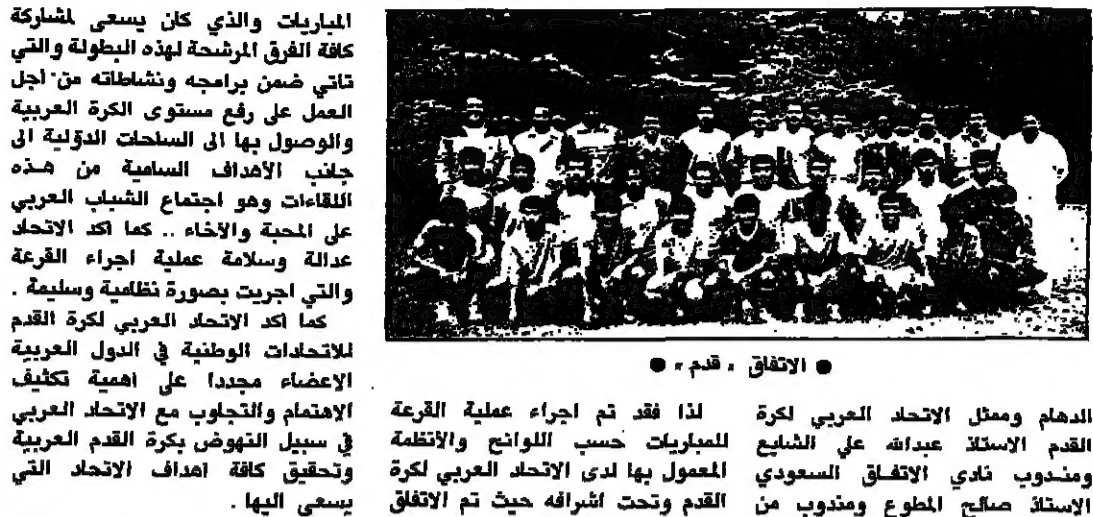 ● الاتفاق « قدم » ●
الدهام وممثل الاتحاد العربي لكرة
القدم الاستاذ عبدالله علي الشايع
ومندوب نادي الاتفاق السعودي
الاستاذ صالح المطوع ومندوب من
لذا فقد تم اجراء عملية القرعة
للمباريات حسب اللوائح والأنظمة
المعمول بها لدى الاتحاد العربي لكرة
القدم وتحت اشرافه حيث تم الاتفاق
المباريات والذي كان يسعى لمشاركة
كافة الفرق المرشحة لهذه البطولة والتي
تاتي ضمن برامجه ونشاطاته من اجل
العمل على رفع مستوى الكرة العربية
والوصول بها الى الساحات الدولية الى
جانب الأهداف السامية من هذه
اللقاءات وهو اجتماع الشباب العربي
على المحبة والأخاء .. كما اكد الاتحاد
عدالة وسلامة عملية اجراء القرعة
والتي اجريت بصورة نظامية وسليمة .
كما اكد الاتحاد العربي لكرة القدم
للاتحادات الوطنية في الدول العربية
الاعضاء مجددا على أهمية تكثيف
الإهتمام والتجاوب مع الاتحاد العربي
في سبيل النهوض بكرة القدم العربية
وتحقيق كافة اهداف الاتحاد التي
يسعى اليها .